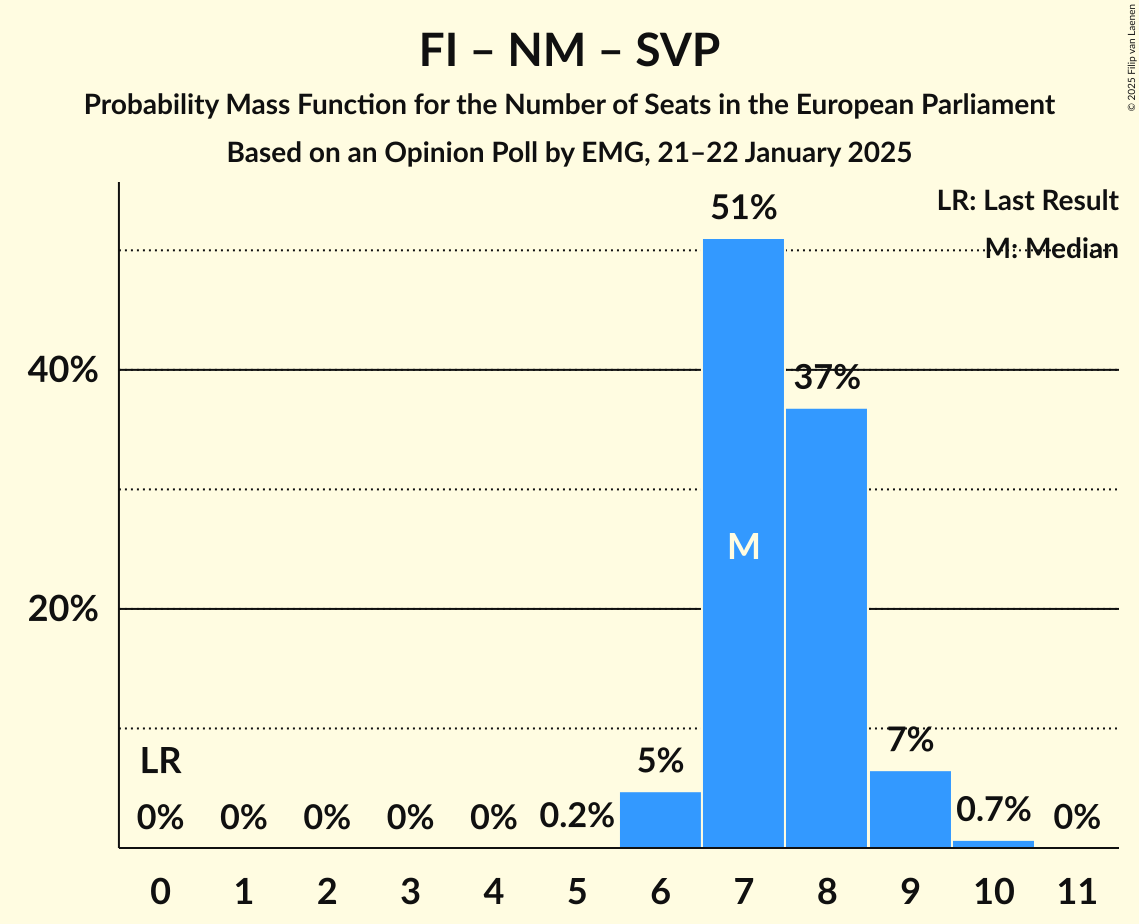 FI – NM – SVP
Probability Mass Function for the Number of Seats in the European Parliament
Based on an Opinion Poll by EMG, 21–22 January 2025
© 2025 Filip van Laenen
LR: Last Result
M: Median
51%
40%
37%
M
20%
LR
0% 0% 0% 0% 0% 0.2% 5% 7% 0.7% 0%
0 1 2 3 4 5 6 7 8 9 10 11